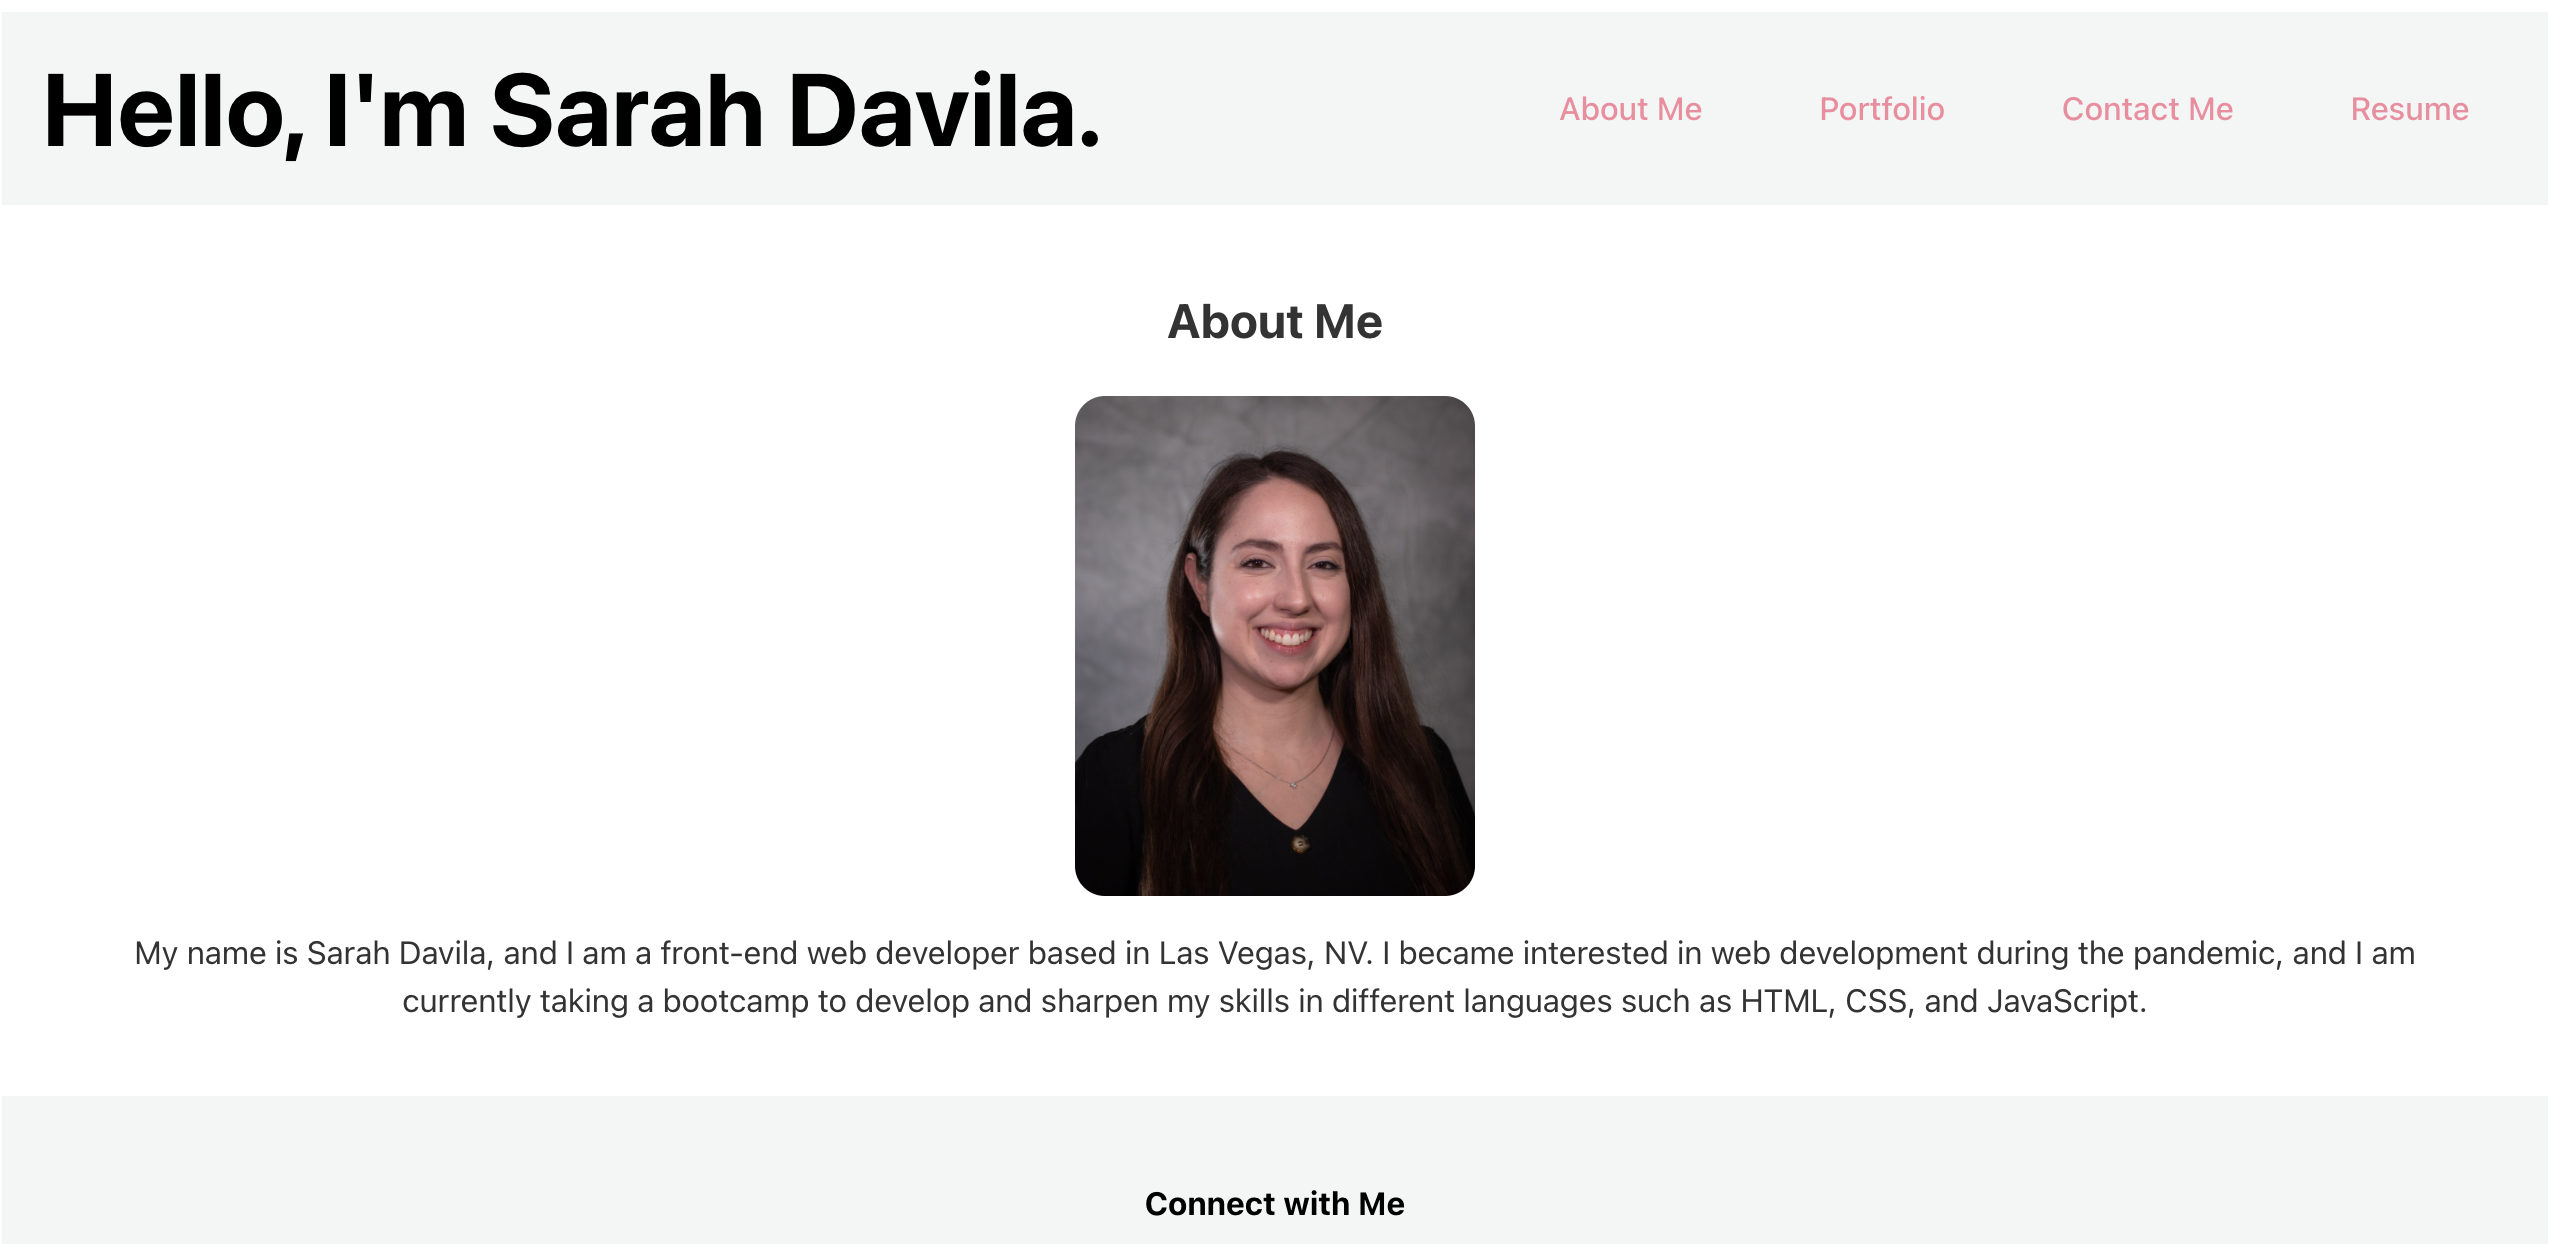 Hello, I'm Sarah Davila.
About Me Portfolio Contact Me Resume
About Me
My name is Sarah Davila, and I am a front-end web developer based in Las Vegas, NV. I became interested in web development during the pandemic, and I am
currently taking a bootcamp to develop and sharpen my skills in different languages such as HTML, CSS, and JavaScript.
Connect with Me